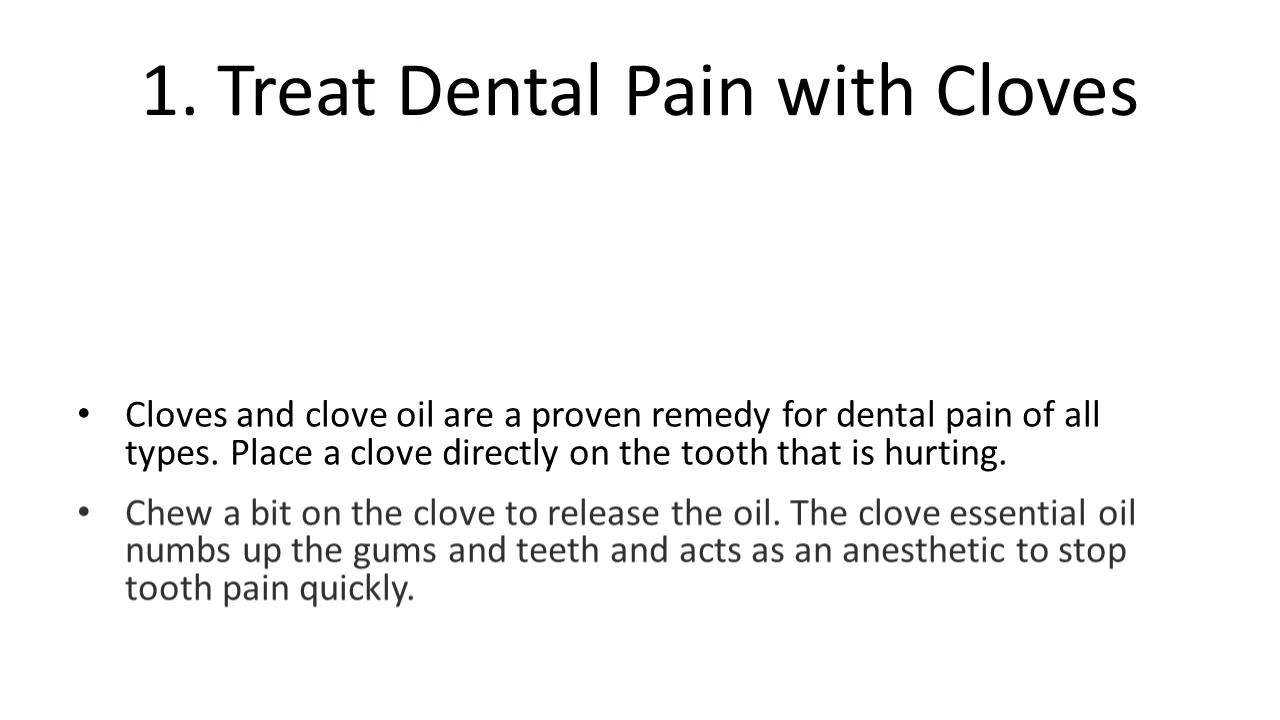 1. Treat Dental Pain with Cloves
• Cloves and clove oil are a proven remedy for dental pain of all
types. Place a clove directly on the tooth that is hurting.
• Chew a bit on the clove to release the oil. The clove essential oil
numbs up the gums and teeth and acts as an anesthetic to stop
tooth pain quickly.